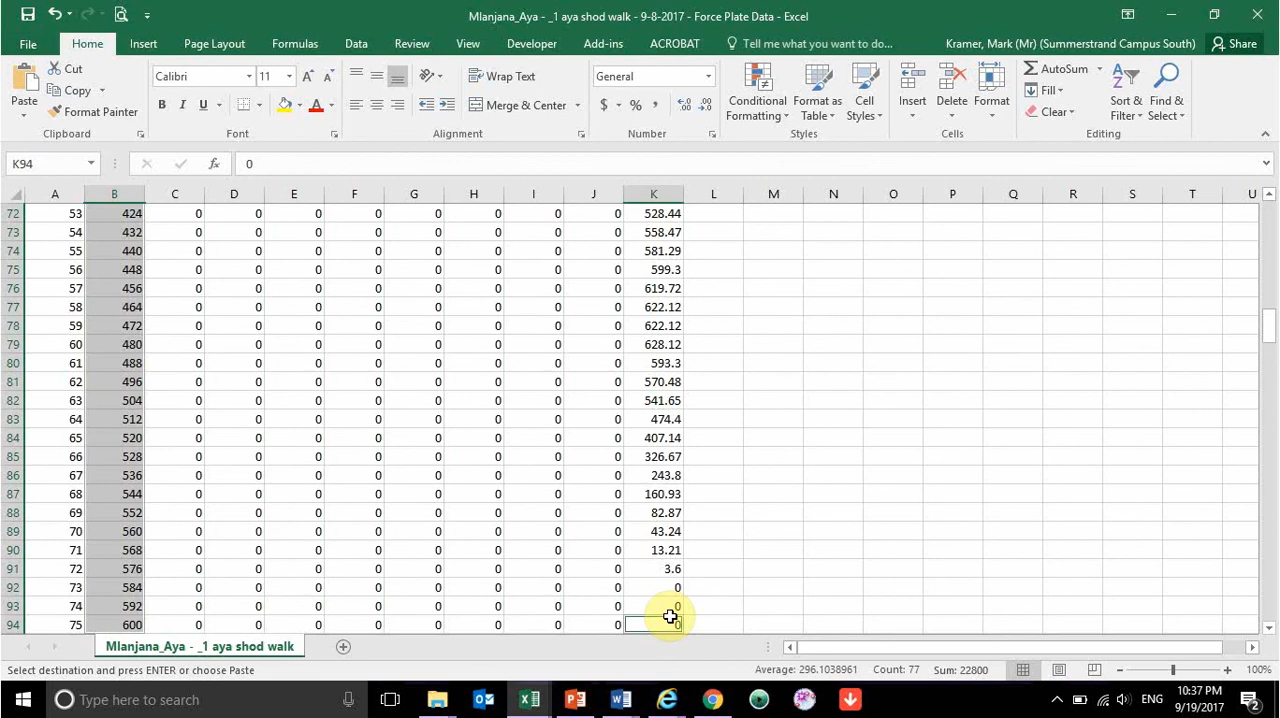 Mlanjana_Aya - _1 aya shod walk - 9-8-2017 - Force Plate Data - Excel
File Home Insert Page Layout Formulas Data Review View Developer Add-ins ACROBAT Tell me what you want to do... Kramer, Mark (Mr) (Summerstrand Campus South) Share
Cut
Copy
Format Painter
Paste
Calibri 11
B I U
Wrap Text
Merge & Center
General
$ % ,
Conditional Formatting
Format as Table
Cell Styles
Insert Delete Format
AutoSum
Fill
Clear
Sort & Filter
Find & Select
Clipboard Font Alignment Number Styles Cells Editing
K94 fx 0
A B C D E F G H I J K L M N O P Q R S T U
72 53 424 0 0 0 0 0 0 0 0 528.44
73 54 432 0 0 0 0 0 0 0 0 558.47
74 55 440 0 0 0 0 0 0 0 0 581.29
75 56 448 0 0 0 0 0 0 0 0 599.3
76 57 456 0 0 0 0 0 0 0 0 619.72
77 58 464 0 0 0 0 0 0 0 0 622.12
78 59 472 0 0 0 0 0 0 0 0 622.12
79 60 480 0 0 0 0 0 0 0 0 628.12
80 61 488 0 0 0 0 0 0 0 0 593.3
81 62 496 0 0 0 0 0 0 0 0 570.48
82 63 504 0 0 0 0 0 0 0 0 541.65
83 64 512 0 0 0 0 0 0 0 0 474.4
84 65 520 0 0 0 0 0 0 0 0 407.14
85 66 528 0 0 0 0 0 0 0 0 326.67
86 67 536 0 0 0 0 0 0 0 0 243.8
87 68 544 0 0 0 0 0 0 0 0 160.93
88 69 552 0 0 0 0 0 0 0 0 82.87
89 70 560 0 0 0 0 0 0 0 0 43.24
90 71 568 0 0 0 0 0 0 0 0 13.21
91 72 576 0 0 0 0 0 0 0 0 3.6
92 73 584 0 0 0 0 0 0 0 0 0
93 74 592 0 0 0 0 0 0 0 0 0
94 75 600 0 0 0 0 0 0 0 0 0
Mlanjana_Aya - _1 aya shod walk
Select destination and press ENTER or choose Paste Average: 296.1038961 Count: 77 Sum: 22800 100%
Type here to search ENG 10:37 PM
9/19/2017 2